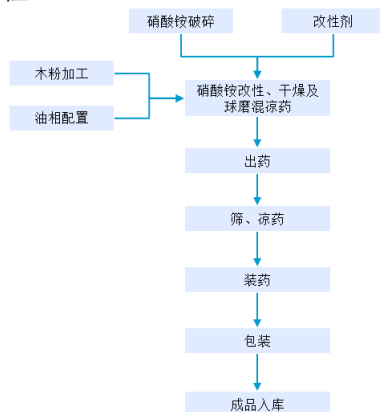 硝酸铵破碎
改性剂
木粉加工
油相配置
硝酸铵改性、干燥及
球磨混凉药
出药
筛、凉药
装药
包装
成品入库